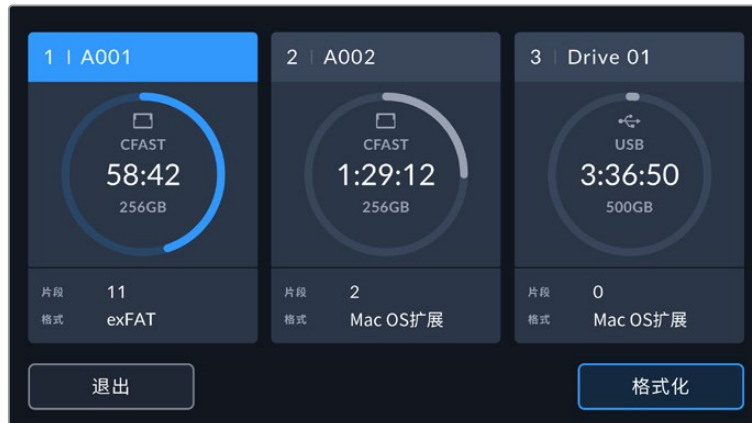 1 | A001
CFAST
58:42
256GB
片段 11
格式 exFAT
2 | A002
CFAST
1:29:12
256GB
片段 2
格式 Mac OS扩展
3 | Drive 01
USB
3:36:50
500GB
片段 0
格式 Mac OS扩展
退出
格式化